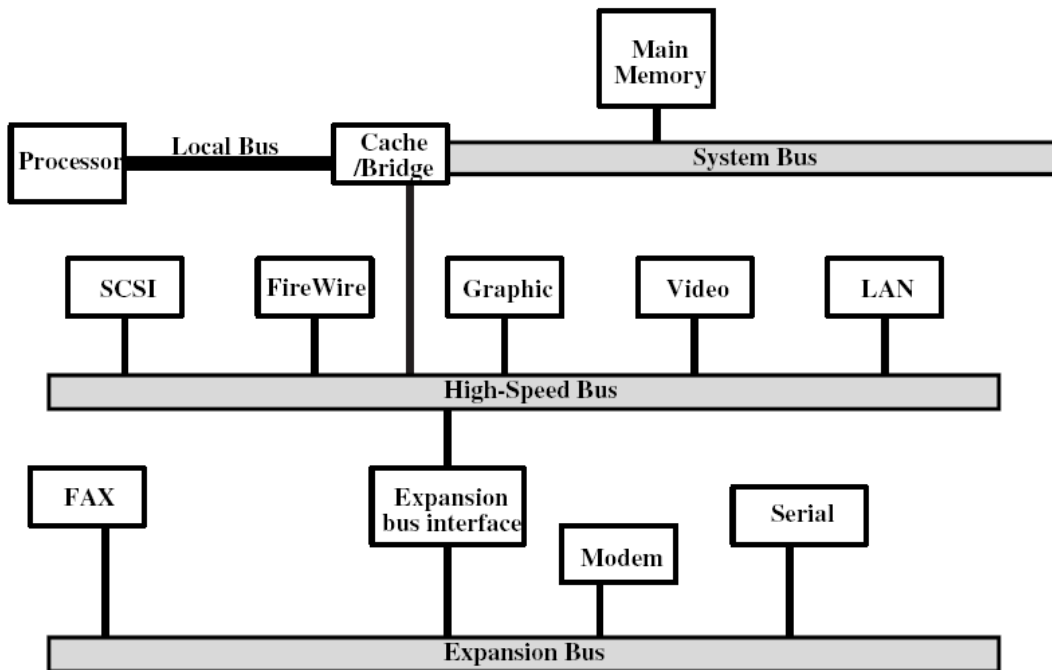 Main
Memory
Processor
Local Bus
Cache
/Bridge
System Bus
SCSI
FireWire
Graphic
Video
LAN
High-Speed Bus
FAX
Expansion
bus interface
Serial
Modem
Expansion Bus